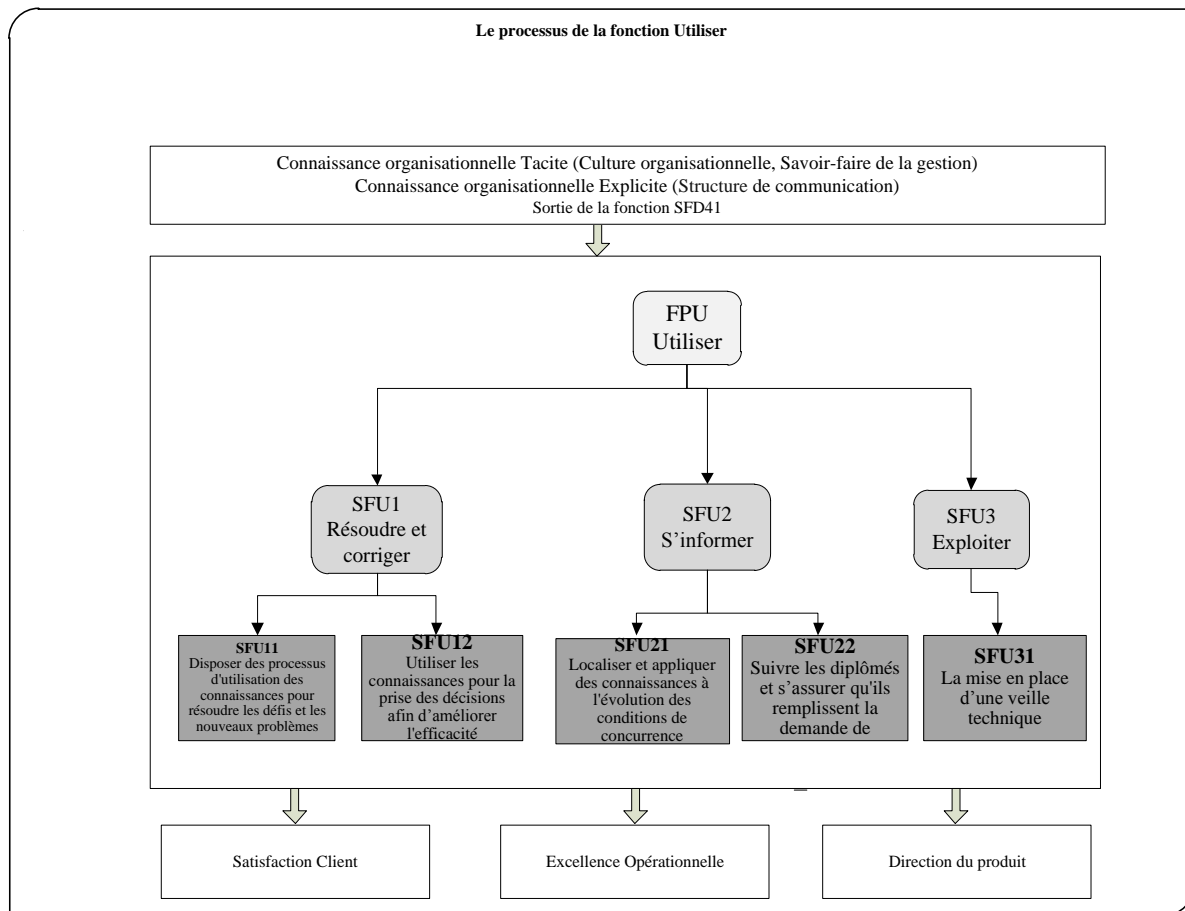 Le processus de la fonction Utiliser
Connaissance organisationnelle Tacite (Culture organisationnelle, Savoir-faire de la gestion)
Connaissance organisationnelle Explicite (Structure de communication)
Sortie de la fonction SFD41
FPU
Utiliser
SFU1
Résoudre et
corriger
SFU2
S’informer
SFU3
Exploiter
SFU11
Disposer des processus
d'utilisation des
connaissances pour
résoudre les défis et les
nouveaux problèmes
SFU12
Utiliser les
connaissances pour la
prise des décisions
afin d’améliorer
l'efficacité
SFU21
Localiser et appliquer
des connaissances à
l'évolution des
conditions de
concurrence
SFU22
Suivre les diplômés
et s’assurer qu'ils
remplissent la
demande de
SFU31
La mise en place
d’une veille
technique
Satisfaction Client
Excellence Opérationnelle
Direction du produit